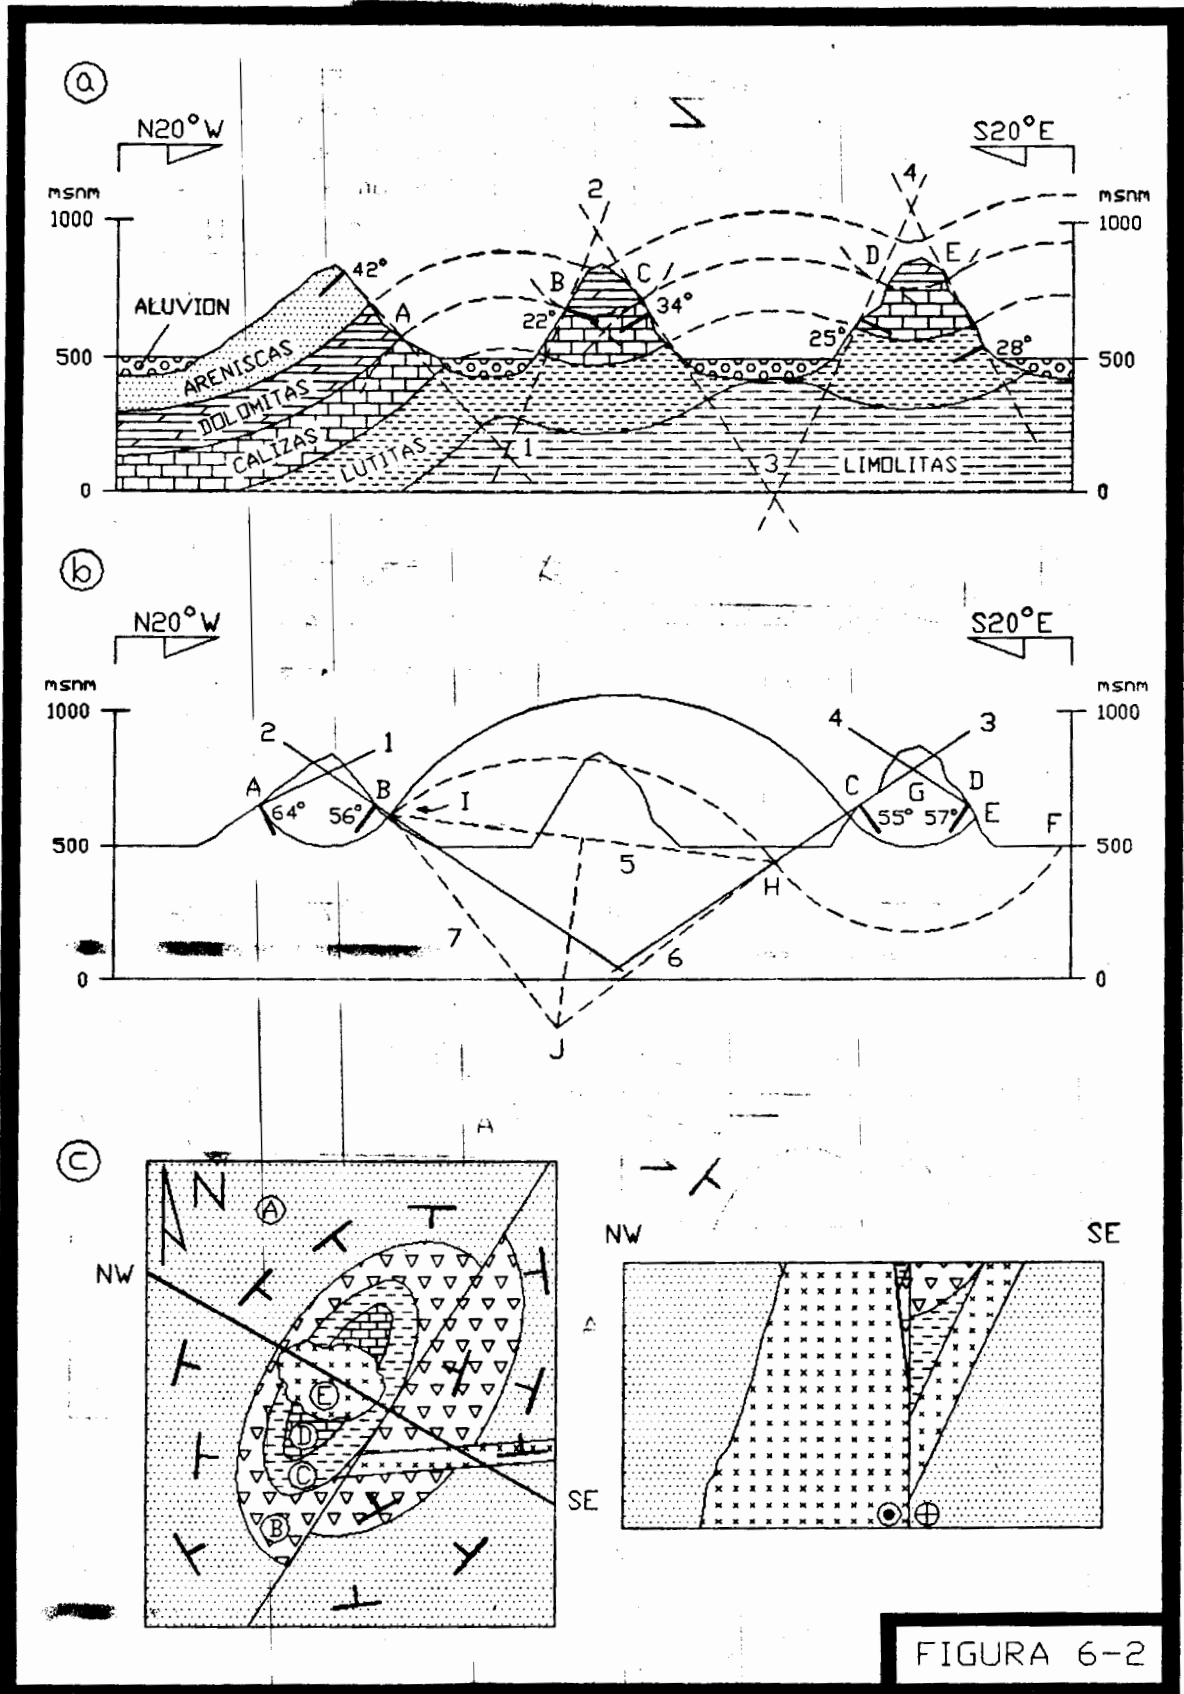 a
N20°W
S20°E
msnm
msnm
1000
1000
2
4
42°
ALUVION
A
B
C
D
E
22°
34°
25°
28°
500
500
ARENISCAS
DOLOMITAS
CALIZAS
LUTITAS
1
3
LIMOLITAS
0
0
b
N20°W
S20°E
msnm
msnm
1000
1000
2
1
4
3
A
B
I
C
D
G
E
F
64°
56°
55°
57°
500
500
5
H
7
6
0
0
J
A
c
N
A
NW
NW
SE
E
D
C
B
SE
FIGURA 6-2